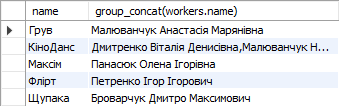 name group_concat(workers.name)
Грув Малюванчук Анастасія Марянівна
КіноДанс Дмитренко Віталія Денисівна,Малюванчук Н...
Максім Панасюк Олена Ігорівна
Флірт Петренко Ігор Ігорович
Щупака Броварчук Дмитро Максимович